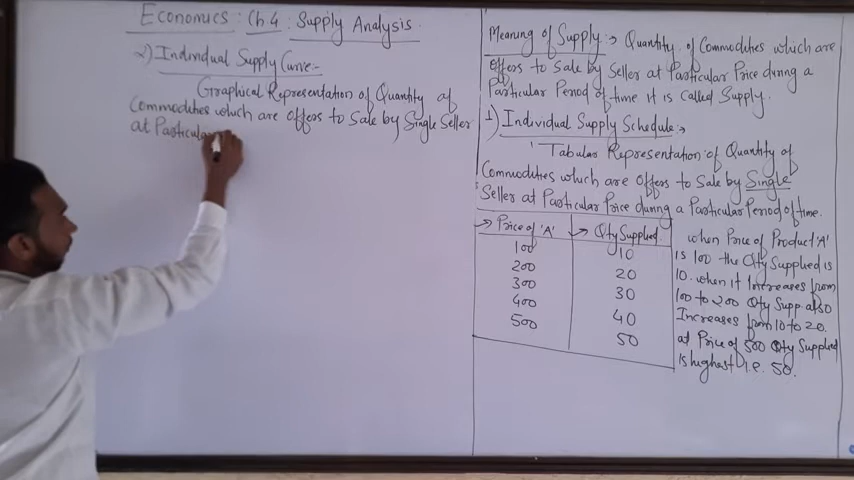 Economics: Ch 4: Supply Analysis.
2) Individual Supply Curve:-
Graphical Representation of Quantity of
Commodities which are offers to Sale by Single Seller
at Particular
Meaning of Supply :→ Quantity of Commodities which are
offers to Sale by Seller at Particular Price during a
Particular Period of time it is called Supply.
1) Individual Supply Schedule :→
Tabular Representation of Quantity of
Commodities which are offers to Sale by Single
Seller at Particular Price during a Particular Period of time.
→ Price of 'A' → Qty Supplied
100 10
200 20
300 30
400 40
500 50
when Price of Product 'A'
is 100 the Qty Supplied is
10. when it Increases from
100 to 200 Qty Supp. also
Increases from 10 to 20.
at Price of 500 Qty Supplied
is highest i.e. 50.